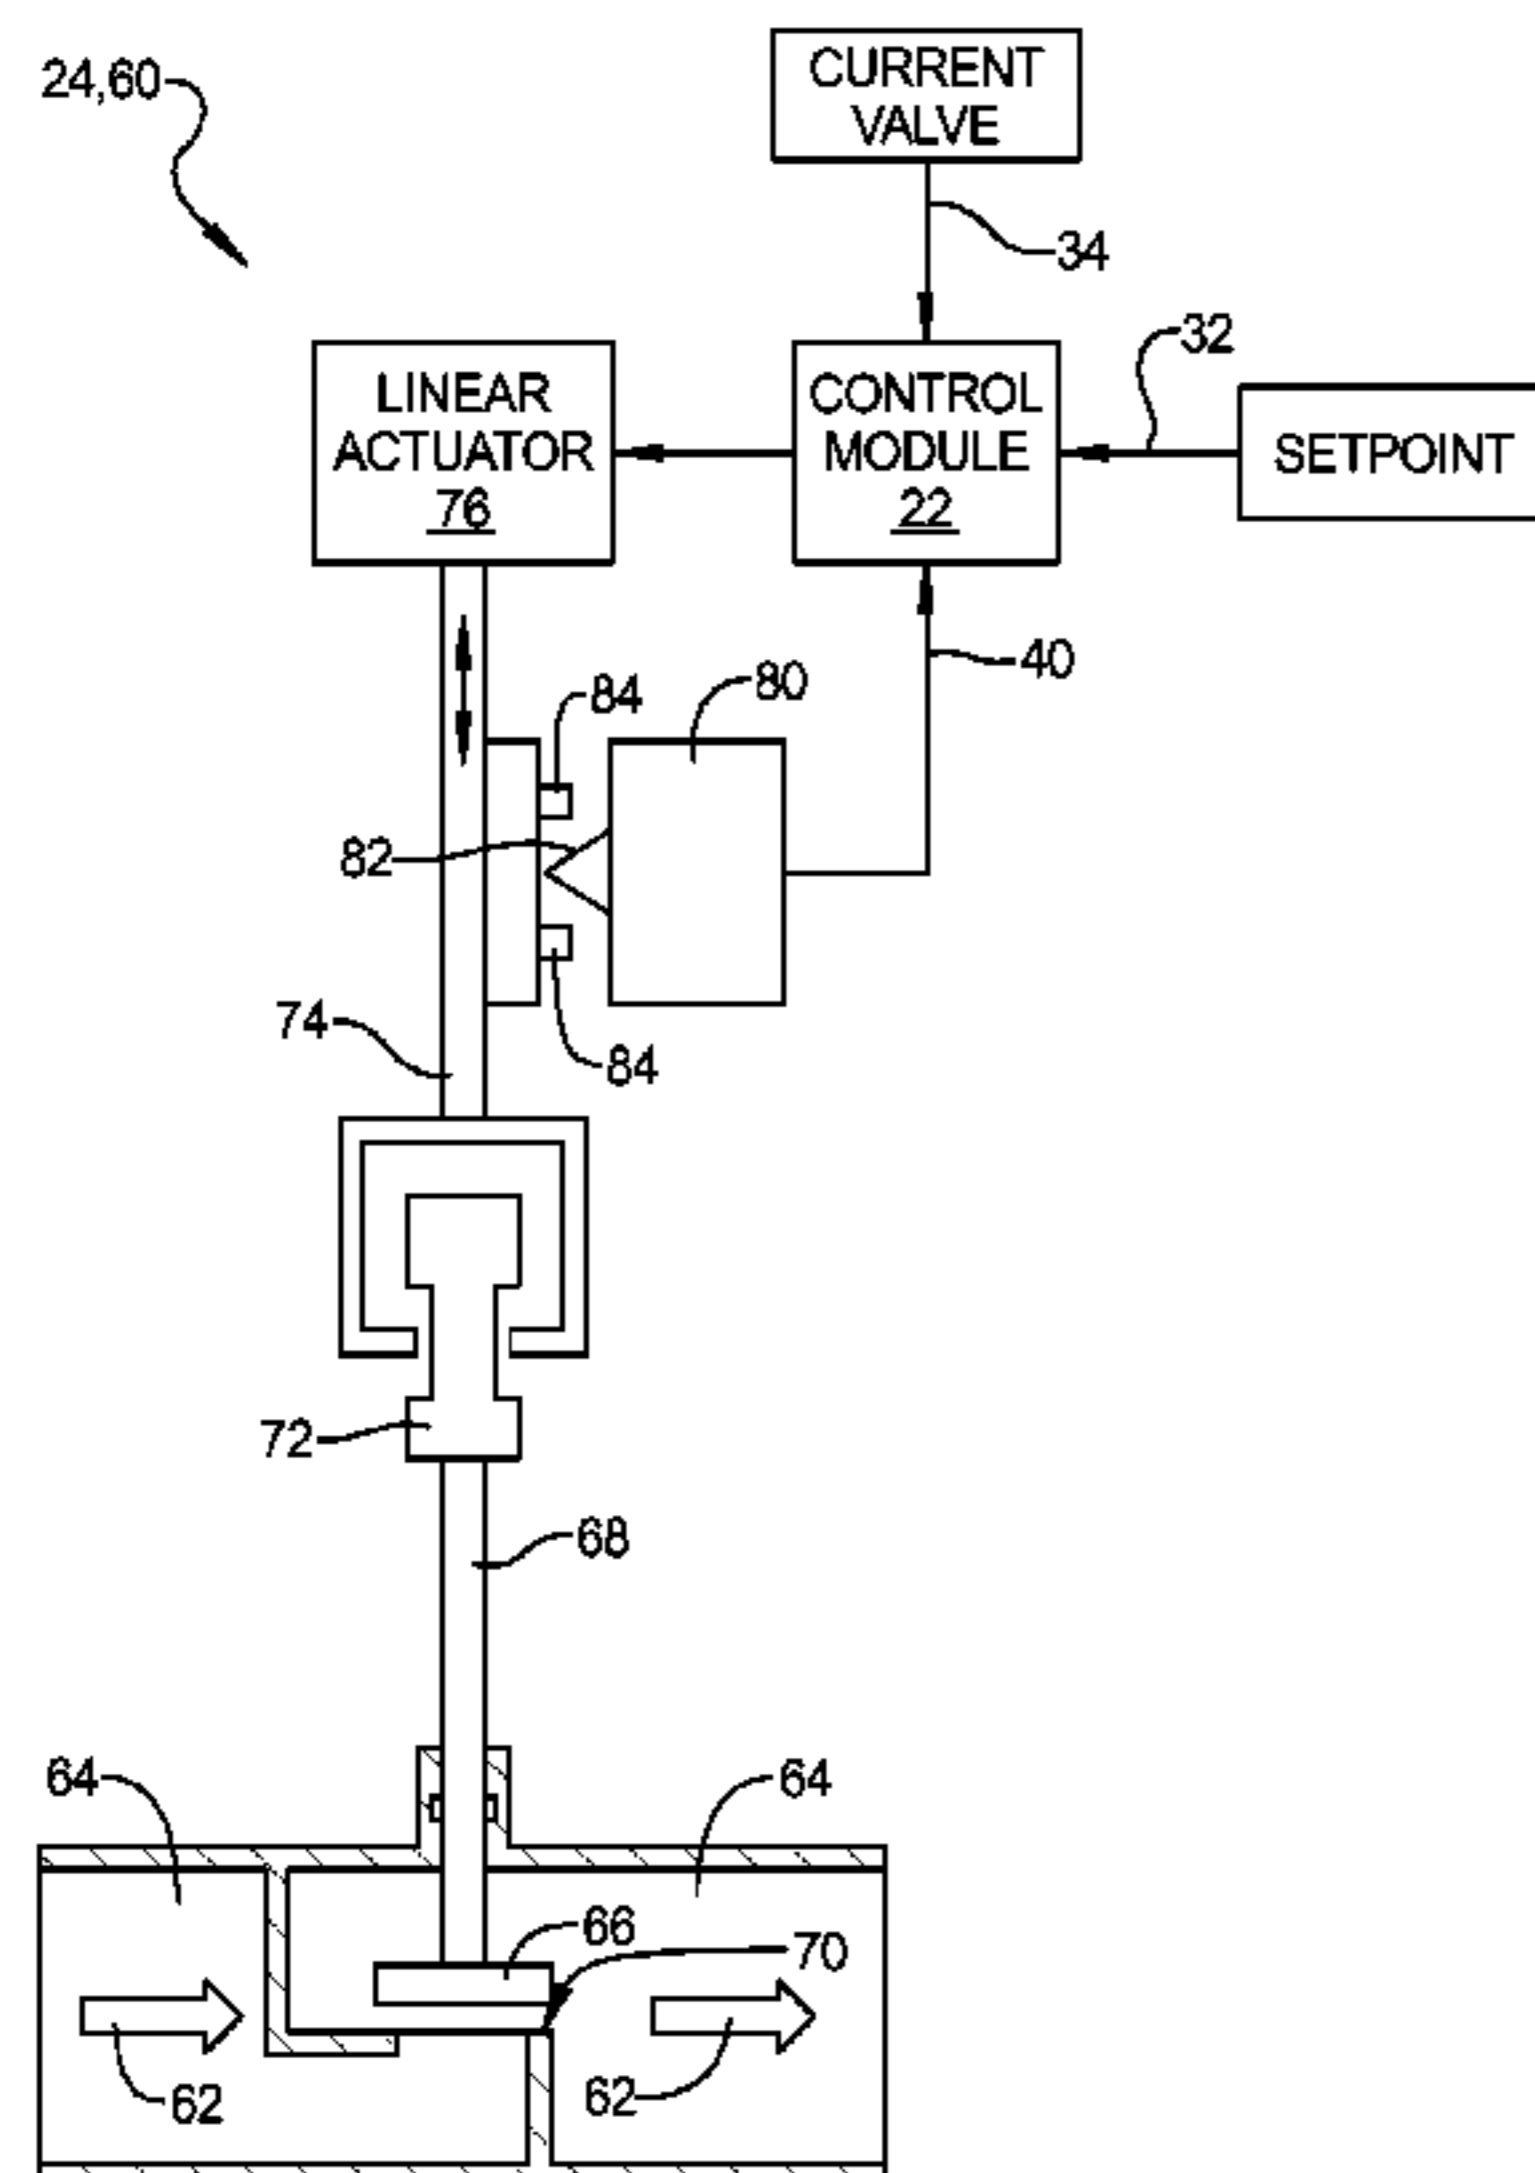 24,60
CURRENT
VALVE
34
32
LINEAR
ACTUATOR
76
CONTROL
MODULE
22
SETPOINT
40
84
80
82
74
84
72
68
64
64
66
70
62
62